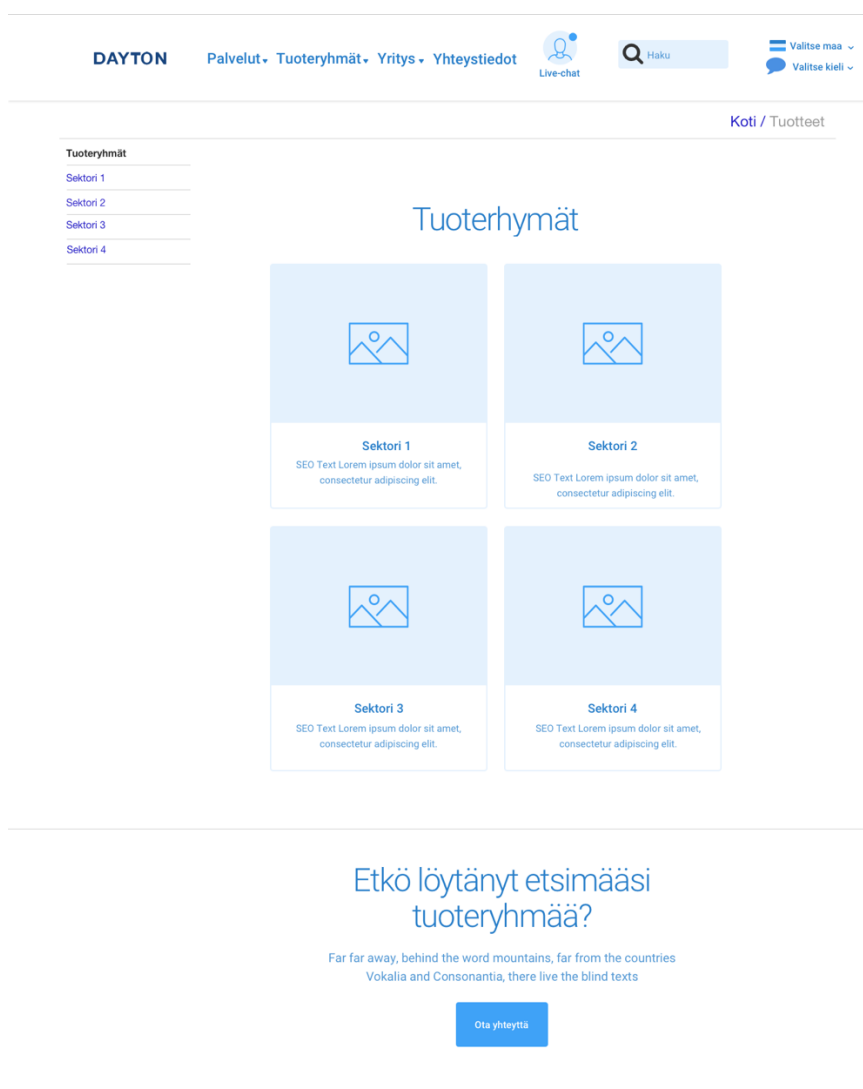 DAYTON
Palvelut Tuoteryhmät Yritys Yhteystiedot
Live-chat
Haku
Valitse maa
Valitse kieli
Koti / Tuotteet
Tuoteryhmät
Sektori 1
Sektori 2
Sektori 3
Sektori 4
Tuoterhymät
Sektori 1
SEO Text Lorem ipsum dolor sit amet,
consectetur adipiscing elit.
Sektori 2
SEO Text Lorem ipsum dolor sit amet,
consectetur adipiscing elit.
Sektori 3
SEO Text Lorem ipsum dolor sit amet,
consectetur adipiscing elit.
Sektori 4
SEO Text Lorem ipsum dolor sit amet,
consectetur adipiscing elit.
Etkö löytänyt etsimääsi
tuoteryhmää?
Far far away, behind the word mountains, far from the countries
Vokalia and Consonantia, there live the blind texts
Ota yhteyttä